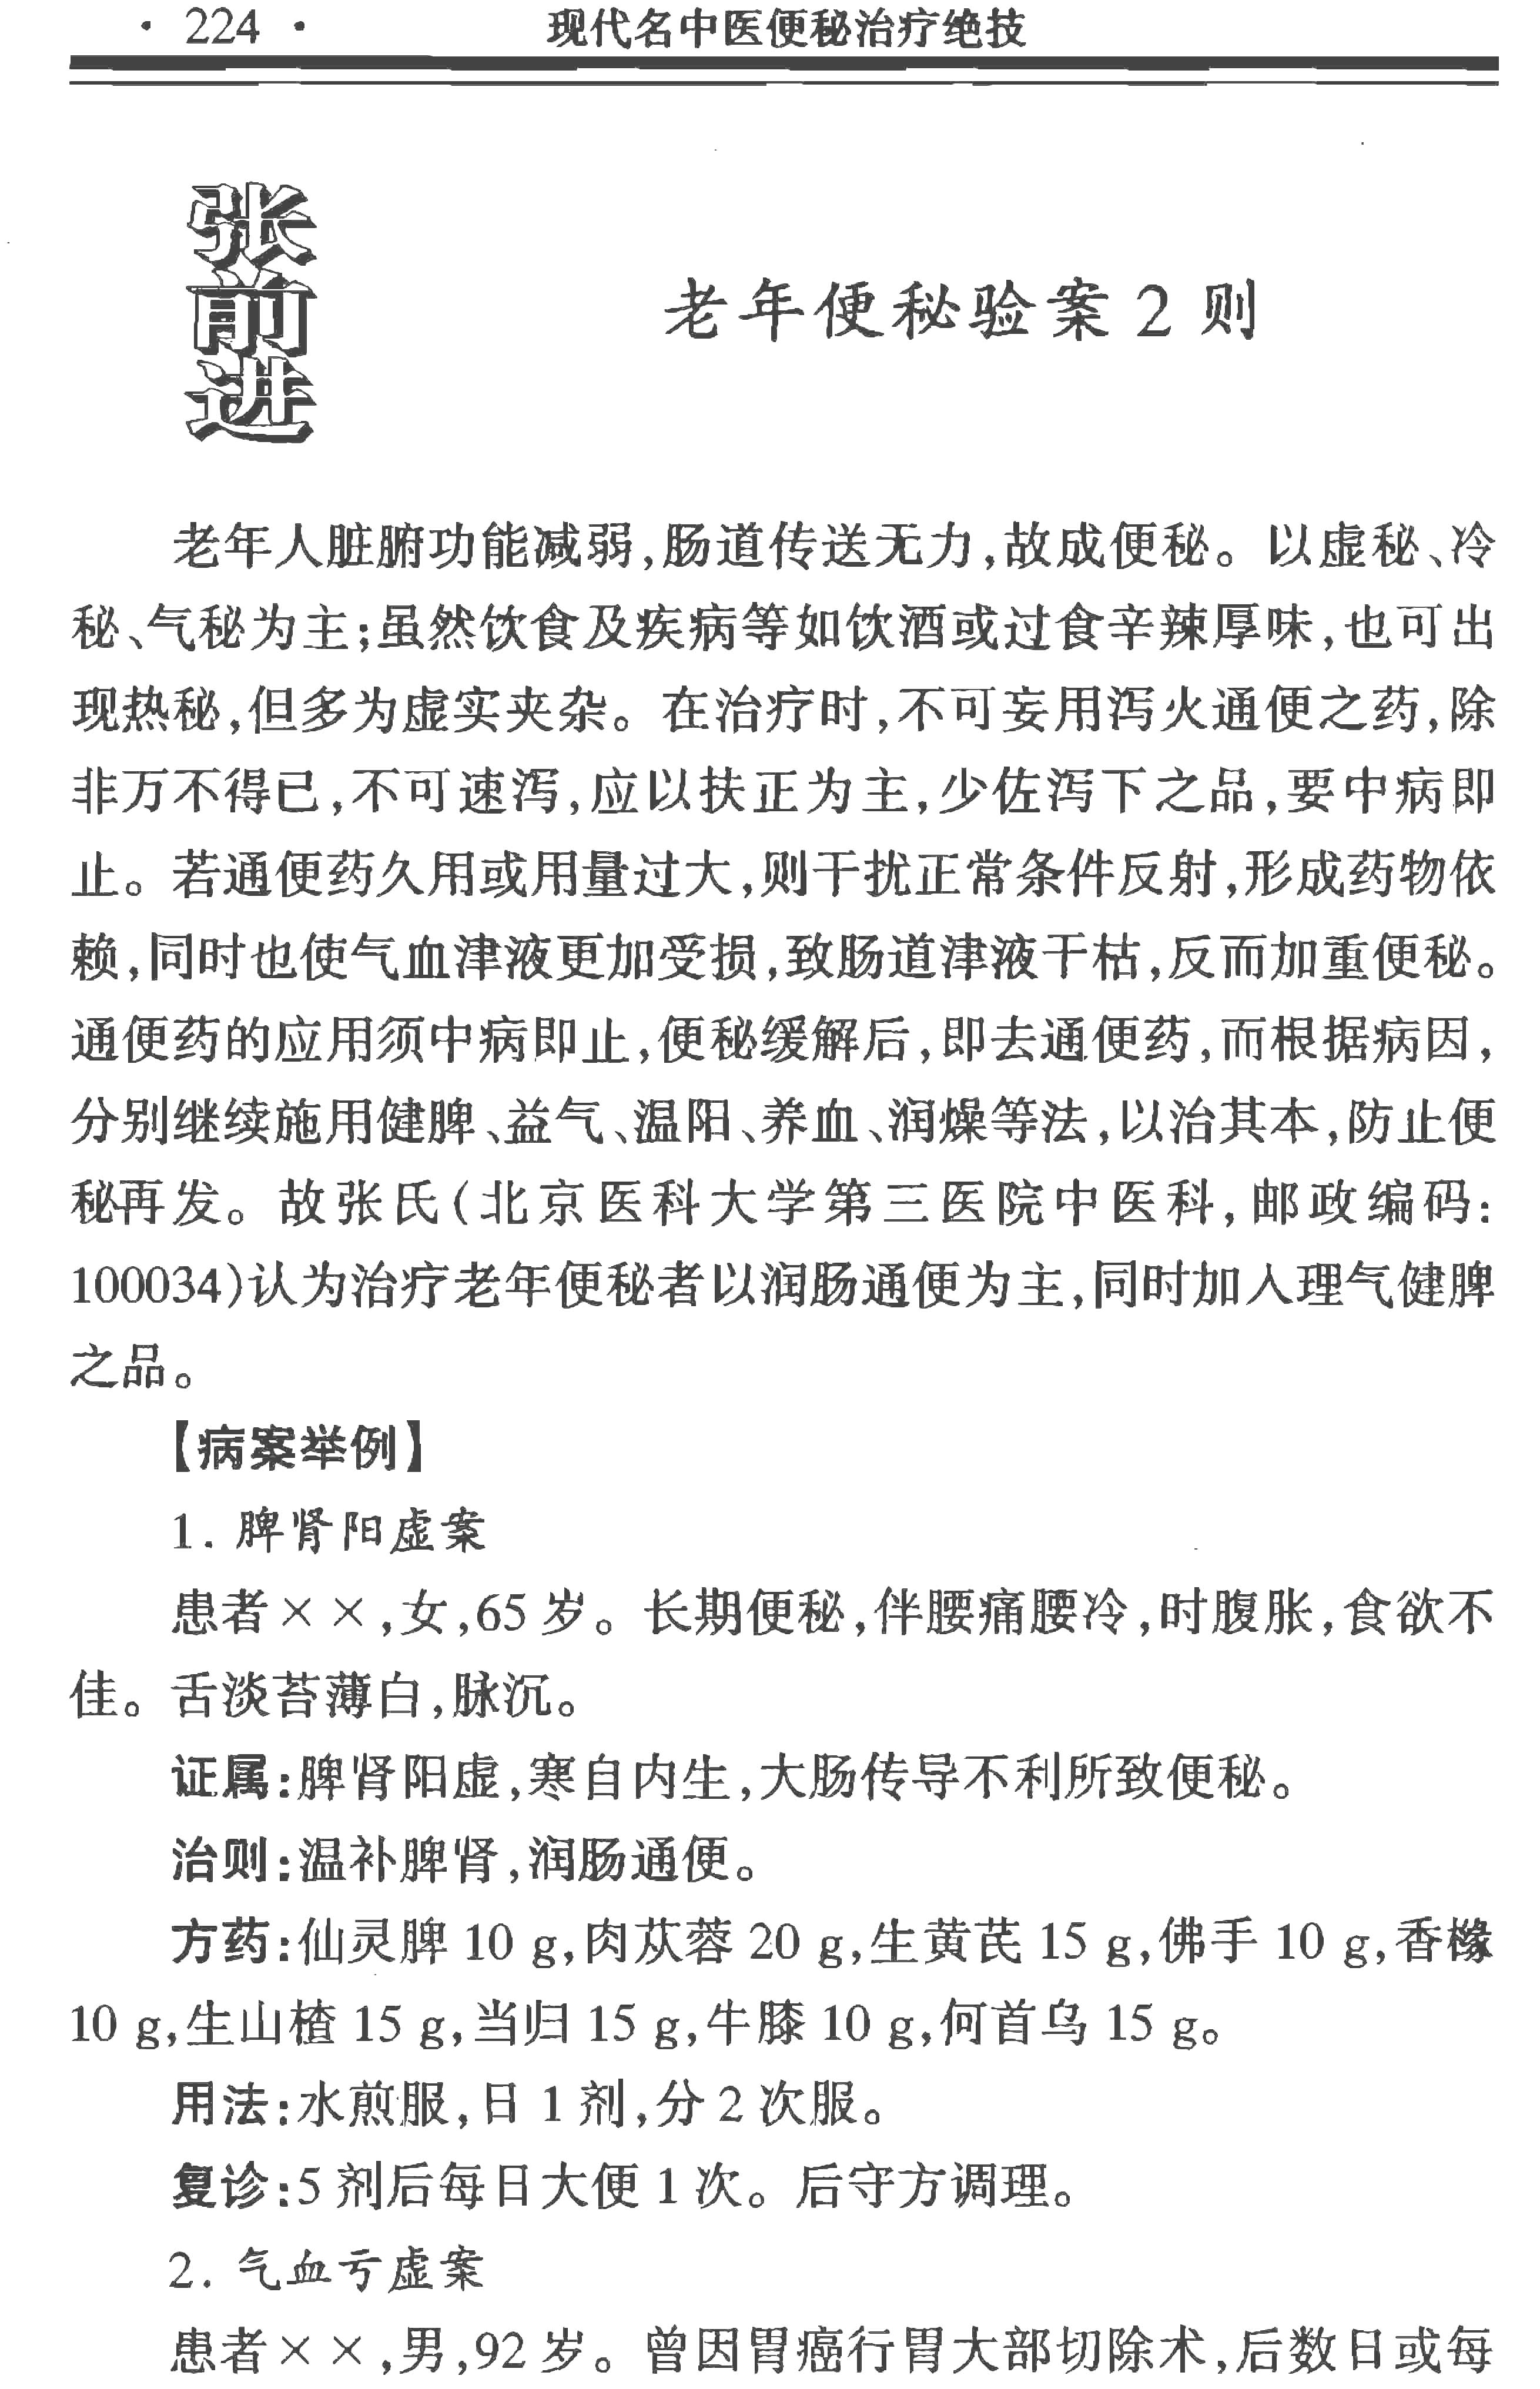 · 224 ·
现代名中医便秘治疗绝技
张前进
老年便秘验案2则
老年人脏腑功能减弱,肠道传送无力,故成便秘。以虚秘、冷
秘、气秘为主;虽然饮食及疾病等如饮酒或过食辛辣厚味,也可出
现热秘,但多为虚实夹杂。在治疗时,不可妄用泻火通便之药,除
非万不得已,不可速泻,应以扶正为主,少佐泻下之品,要中病即
止。若通便药久用或用量过大,则干扰正常条件反射,形成药物依
赖,同时也使气血津液更加受损,致肠道津液干枯,反而加重便秘。
通便药的应用须中病即止,便秘缓解后,即去通便药,而根据病因,
分别继续施用健脾、益气、温阳、养血、润燥等法,以治其本,防止便
秘再发。故张氏(北京医科大学第三医院中医科,邮政编码:
100034)认为治疗老年便秘者以润肠通便为主,同时加入理气健脾
之品。
【病案举例】
1. 脾肾阳虚案
患者××,女,65岁。长期便秘,伴腰痛腰冷,时腹胀,食欲不
佳。舌淡苔薄白,脉沉。
证属:脾肾阳虚,寒自内生,大肠传导不利所致便秘。
治则:温补脾肾,润肠通便。
方药:仙灵脾 10 g,肉苁蓉 20 g,生黄芪 15 g,佛手 10 g,香橼
10 g,生山楂 15 g,当归 15 g,牛膝 10 g,何首乌 15 g。
用法:水煎服,日1剂,分2次服。
复诊:5剂后每日大便1次。后守方调理。
2. 气血亏虚案
患者××,男,92岁。曾因胃癌行胃大部切除术,后数日或每